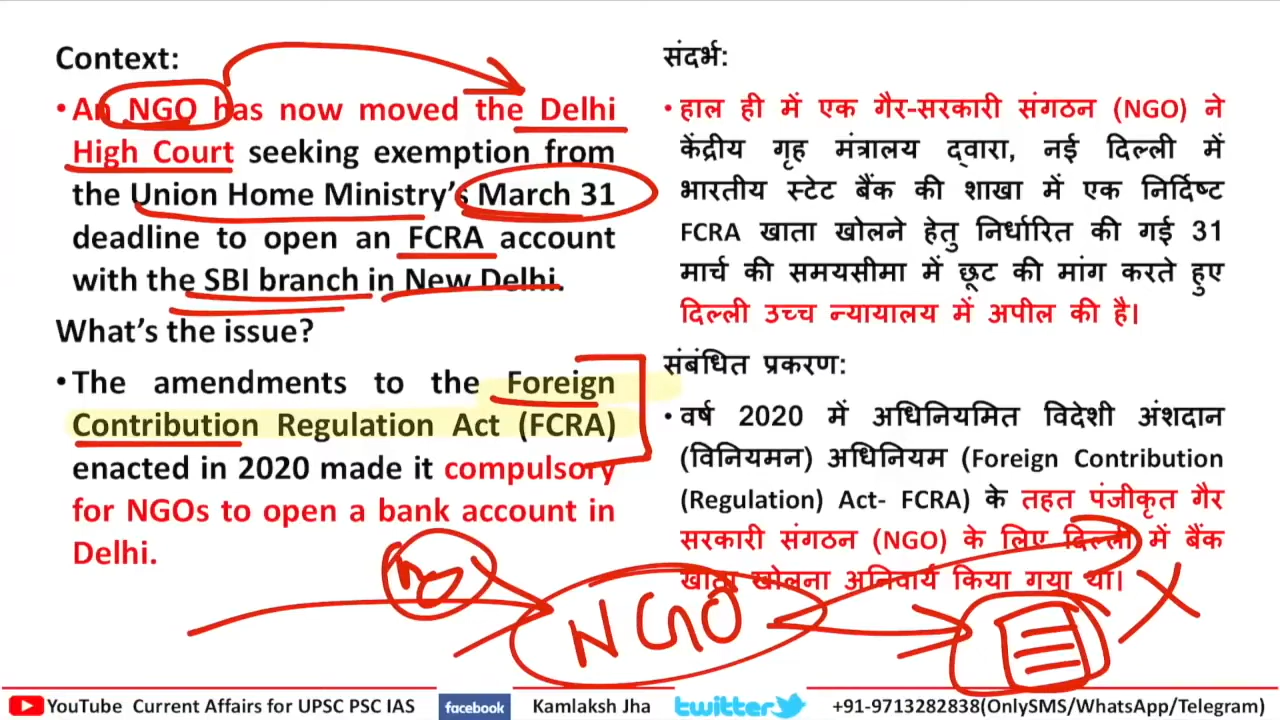 Context:
• An NGO has now moved the Delhi
High Court seeking exemption from
the Union Home Ministry's March 31
deadline to open an FCRA account
with the SBI branch in New Delhi.
What's the issue?
• The amendments to the Foreign
Contribution Regulation Act (FCRA)
enacted in 2020 made it compulsory
for NGOs to open a bank account in
Delhi.
संदर्भ:
• हाल ही में एक गैर-सरकारी संगठन (NGO) ने
केंद्रीय गृह मंत्रालय द्वारा, नई दिल्ली में
भारतीय स्टेट बैंक की शाखा में एक निर्दिष्ट
FCRA खाता खोलने हेतु निर्धारित की गई 31
मार्च की समयसीमा में छूट की मांग करते हुए
दिल्ली उच्च न्यायालय में अपील की है।
संबंधित प्रकरण:
• वर्ष 2020 में अधिनियमित विदेशी अंशदान
(विनियमन) अधिनियम (Foreign Contribution
(Regulation) Act- FCRA) के तहत पंजीकृत गैर
सरकारी संगठन (NGO) के लिए दिल्ली में बैंक
खाता खोलना अनिवार्य किया गया था।
NGO
YouTube Current Affairs for UPSC PSC IAS
facebook
Kamlaksh Jha
twitter
+91-9713282838(OnlySMS/WhatsApp/Telegram)